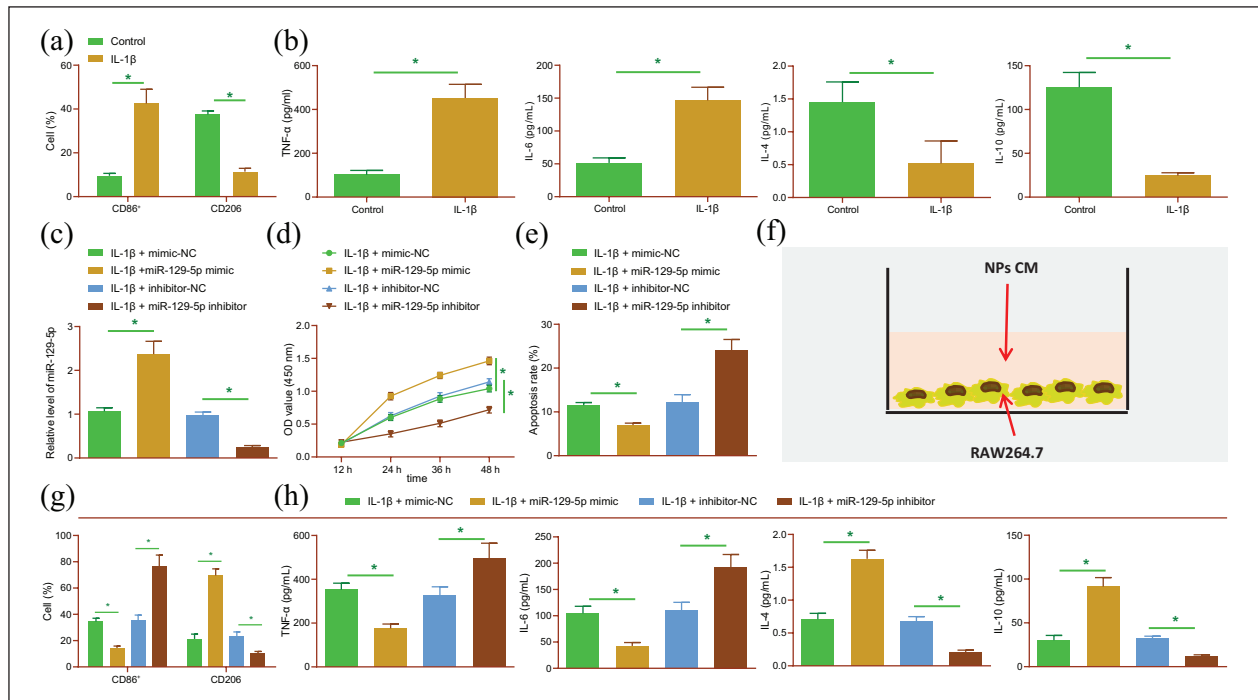 (a)
Control
IL-1β
Cell (%)
60
40
20
0
*
*
CD86⁺
CD206
(b)
TNF-α (pg/ml)
600
400
200
0
*
Control
IL-1β
IL-6 (pg/mL)
200
150
100
50
0
*
Control
IL-1β
IL-4 (pg/mL)
2.0
1.5
1.0
0.5
0.0
*
Control
IL-1β
IL-10 (pg/mL)
150
100
50
0
*
Control
IL-1β
(c)
IL-1β + mimic-NC
IL-1β +miR-129-5p mimic
IL-1β + inhibitor-NC
IL-1β + miR-129-5p inhibitor
Relative level of miR-129-5p
3
2
1
0
*
*
(d)
IL-1β + mimic-NC
IL-1β + miR-129-5p mimic
IL-1β + inhibitor-NC
IL-1β + miR-129-5p inhibitor
OD value (450 nm)
2.0
1.5
1.0
0.5
0.0
*
*
12 h
24 h
36 h
48 h
time
(e)
IL-1β + mimic-NC
IL-1β + miR-129-5p mimic
IL-1β + inhibitor-NC
IL-1β + miR-129-5p inhibitor
Apoptosis rate (%)
30
20
10
0
*
*
(f)
NPs CM
RAW264.7
(g)
Cell (%)
100
80
60
40
20
0
*
*
*
*
CD86⁺
CD206
(h)
IL-1β + mimic-NC
IL-1β + miR-129-5p mimic
IL-1β + inhibitor-NC
IL-1β + miR-129-5p inhibitor
TNF-α (pg/mL)
600
400
200
0
*
*
IL-6 (pg/mL)
250
200
150
100
50
0
*
*
IL-4 (pg/mL)
2.0
1.5
1.0
0.5
0.0
*
*
IL-10 (pg/mL)
150
100
50
0
*
*